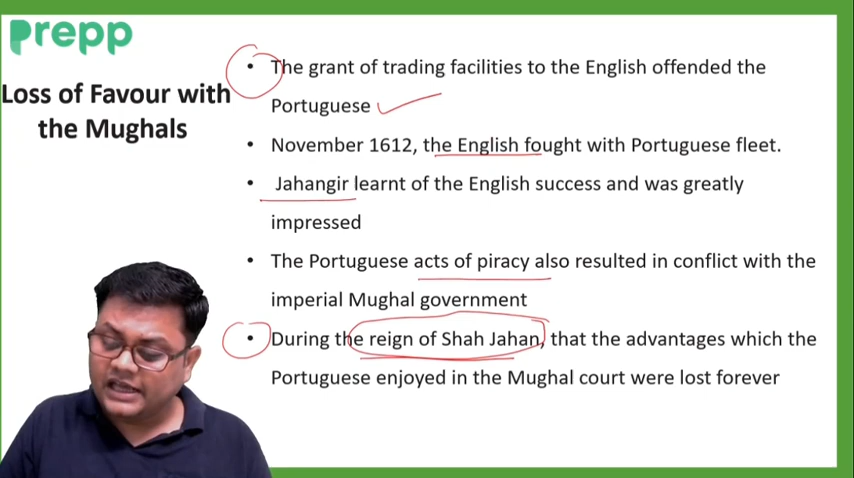 prepp
Loss of Favour with
the Mughals
• The grant of trading facilities to the English offended the
Portuguese
• November 1612, the English fought with Portuguese fleet.
• Jahangir learnt of the English success and was greatly
impressed
• The Portuguese acts of piracy also resulted in conflict with the
imperial Mughal government
• During the reign of Shah Jahan, that the advantages which the
Portuguese enjoyed in the Mughal court were lost forever